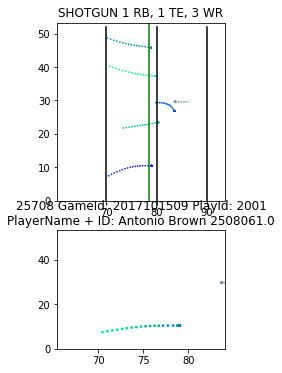 SHOTGUN 1 RB, 1 TE, 3 WR
50
40
30
20
10
0
70 80 90
25708 GameId: 2017101509 PlayId: 2001
PlayerName + ID: Antonio Brown 2508061.0
40
20
0
70 75 80